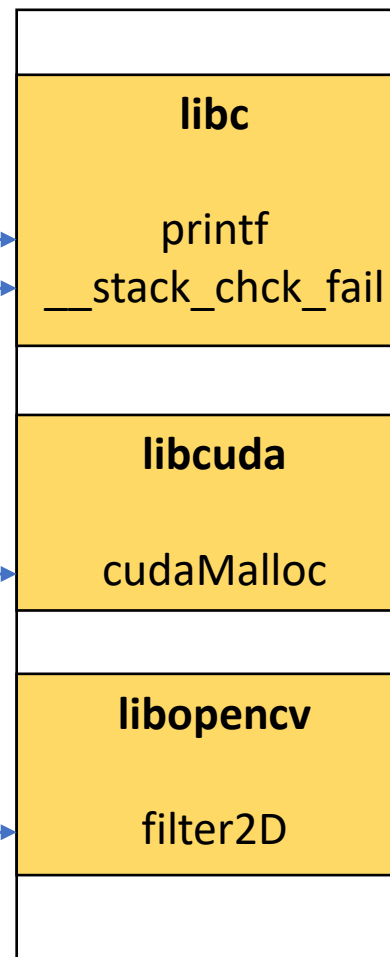 libc
printf
__stack_chck_fail
libcuda
cudaMalloc
libopencv
filter2D